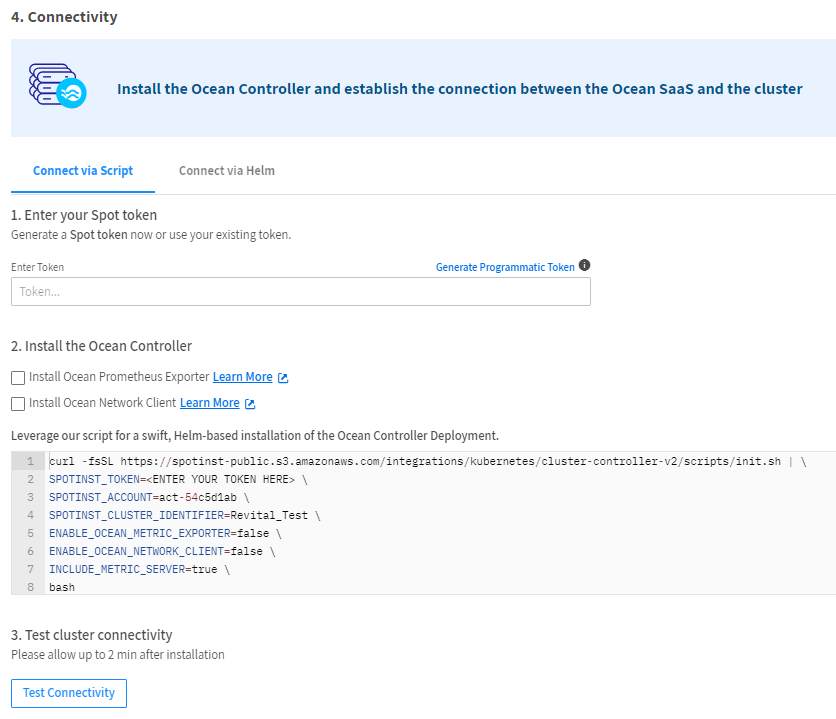 4. Connectivity
Install the Ocean Controller and establish the connection between the Ocean SaaS and the cluster
Connect via Script
Connect via Helm
1. Enter your Spot token
Generate a Spot token now or use your existing token.
Enter Token
Generate Programmatic Token
Token...
2. Install the Ocean Controller
Install Ocean Prometheus Exporter Learn More
Install Ocean Network Client Learn More
Leverage our script for a swift, Helm-based installation of the Ocean Controller Deployment.
1 curl -fsSL https://spotinst-public.s3.amazonaws.com/integrations/kubernetes/cluster-controller-v2/scripts/init.sh | \
2 SPOTINST_TOKEN=<ENTER YOUR TOKEN HERE> \
3 SPOTINST_ACCOUNT=act-54c5d1ab \
4 SPOTINST_CLUSTER_IDENTIFIER=Revital_Test \
5 ENABLE_OCEAN_METRIC_EXPORTER=false \
6 ENABLE_OCEAN_NETWORK_CLIENT=false \
7 INCLUDE_METRIC_SERVER=true \
8 bash
3. Test cluster connectivity
Please allow up to 2 min after installation
Test Connectivity